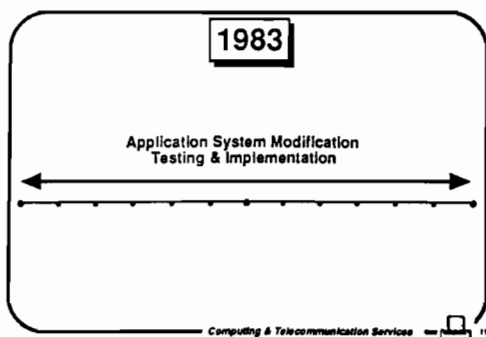 1983
Application System Modification
Testing & Implementation
Computing & Telecommunication Services